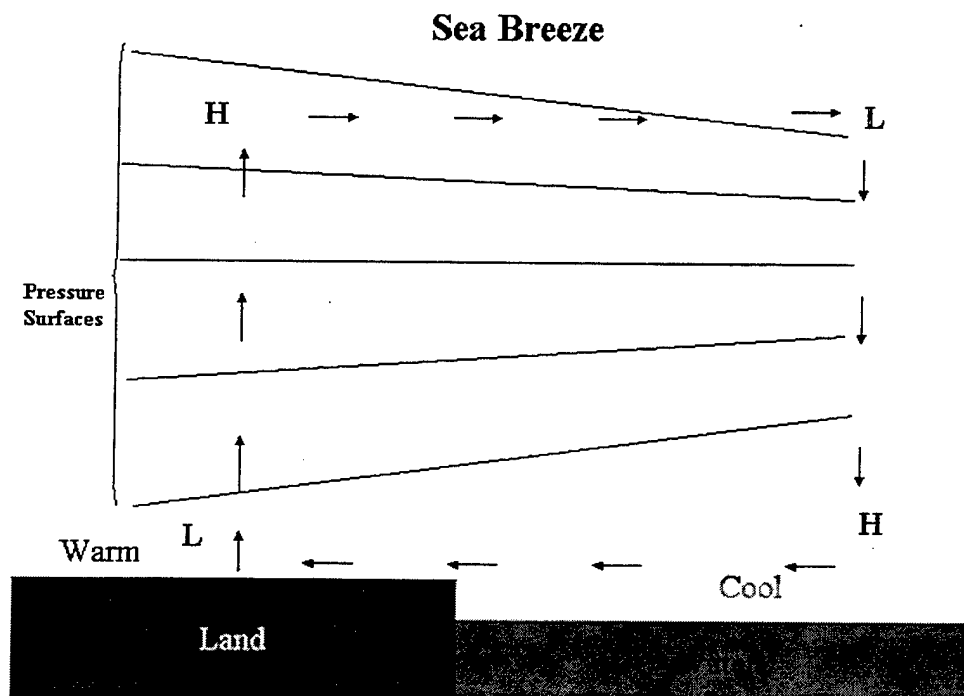 Sea Breeze
H
L
Pressure
Surfaces
L
H
Warm
Cool
Land